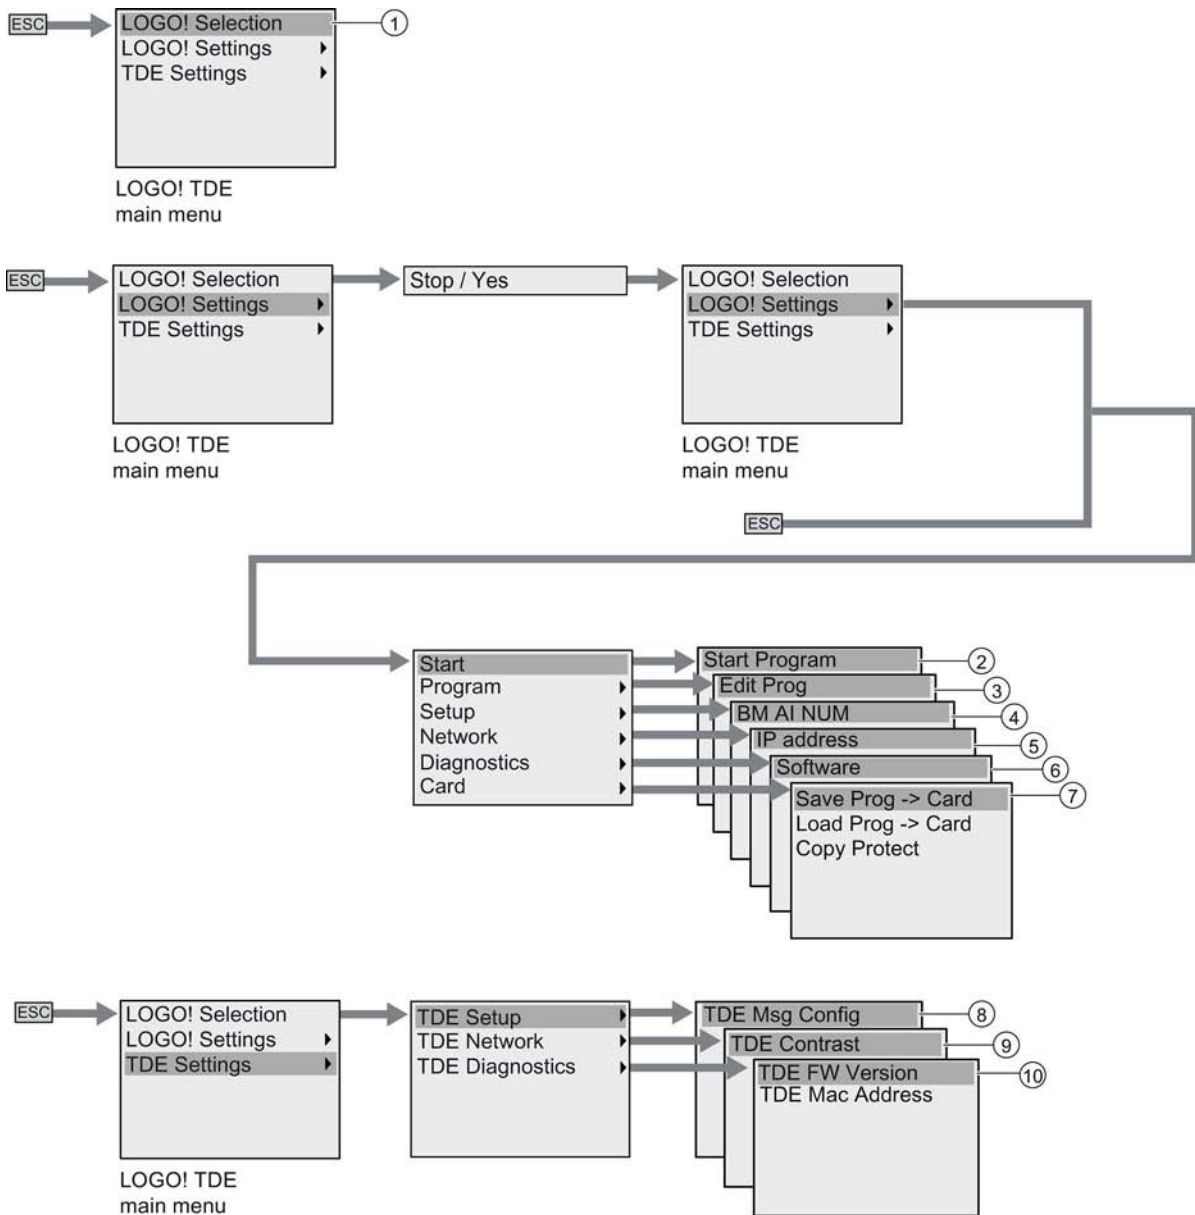 ESC
LOGO! Selection
1
LOGO! Settings
TDE Settings
LOGO! TDE
main menu
ESC
LOGO! Selection
LOGO! Settings
TDE Settings
LOGO! TDE
main menu
Stop / Yes
LOGO! Selection
LOGO! Settings
TDE Settings
LOGO! TDE
main menu
ESC
Start
Program
Setup
Network
Diagnostics
Card
Start Program
2
Edit Prog
3
BM AI NUM
4
IP address
5
Software
6
Save Prog -> Card
7
Load Prog -> Card
Copy Protect
ESC
LOGO! Selection
LOGO! Settings
TDE Settings
LOGO! TDE
main menu
TDE Setup
TDE Network
TDE Diagnostics
TDE Msg Config
8
TDE Contrast
9
TDE FW Version
10
TDE Mac Address